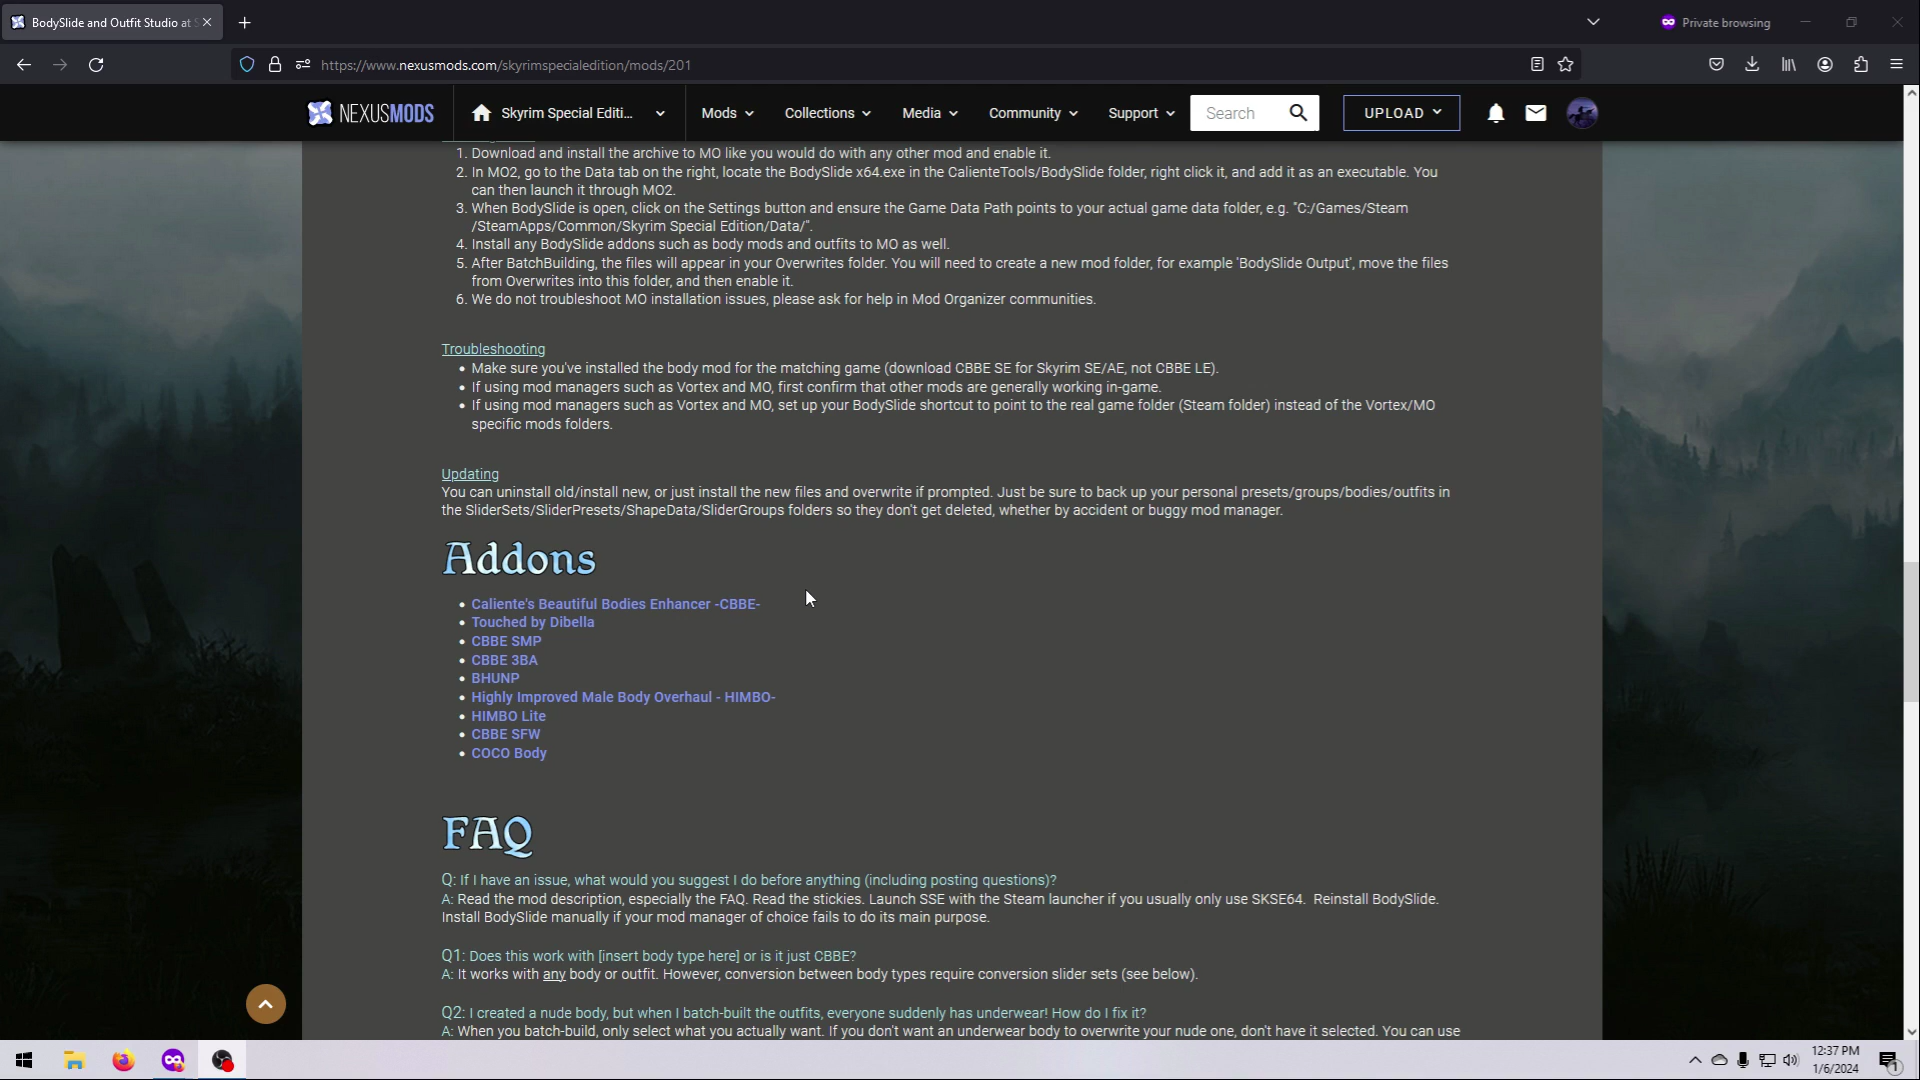 BodySlide and Outfit Studio at S
Private browsing
https://www.nexusmods.com/skyrimspecialedition/mods/201
NEXUSMODS
Skyrim Special Editi...
Mods
Collections
Media
Community
Support
Search
UPLOAD
1. Download and install the archive to MO like you would do with any other mod and enable it.
2. In MO2, go to the Data tab on the right, locate the BodySlide x64.exe in the CalienteTools/BodySlide folder, right click it, and add it as an executable. You
can then launch it through MO2.
3. When BodySlide is open, click on the Settings button and ensure the Game Data Path points to your actual game data folder, e.g. "C:/Games/Steam
/SteamApps/Common/Skyrim Special Edition/Data/".
4. Install any BodySlide addons such as body mods and outfits to MO as well.
5. After BatchBuilding, the files will appear in your Overwrites folder. You will need to create a new mod folder, for example 'BodySlide Output', move the files
from Overwrites into this folder, and then enable it.
6. We do not troubleshoot MO installation issues, please ask for help in Mod Organizer communities.
Troubleshooting
• Make sure you've installed the body mod for the matching game (download CBBE SE for Skyrim SE/AE, not CBBE LE).
• If using mod managers such as Vortex and MO, first confirm that other mods are generally working in-game.
• If using mod managers such as Vortex and MO, set up your BodySlide shortcut to point to the real game folder (Steam folder) instead of the Vortex/MO
specific mods folders.
Updating
You can uninstall old/install new, or just install the new files and overwrite if prompted. Just be sure to back up your personal presets/groups/bodies/outfits in
the SliderSets/SliderPresets/ShapeData/SliderGroups folders so they don't get deleted, whether by accident or buggy mod manager.
Addons
• Caliente's Beautiful Bodies Enhancer -CBBE-
• Touched by Dibella
• CBBE SMP
• CBBE 3BA
• BHUNP
• Highly Improved Male Body Overhaul - HIMBO-
• HIMBO Lite
• CBBE SFW
• COCO Body
FAQ
Q: If I have an issue, what would you suggest I do before anything (including posting questions)?
A: Read the mod description, especially the FAQ. Read the stickies. Launch SSE with the Steam launcher if you usually only use SKSE64. Reinstall BodySlide.
Install BodySlide manually if your mod manager of choice fails to do its main purpose.
Q1: Does this work with [insert body type here] or is it just CBBE?
A: It works with any body or outfit. However, conversion between body types require conversion slider sets (see below).
Q2: I created a nude body, but when I batch-built the outfits, everyone suddenly has underwear! How do I fix it?
A: When you batch-build, only select what you actually want. If you don't want an underwear body to overwrite your nude one, don't have it selected. You can use
12:37 PM
1/6/2024
1